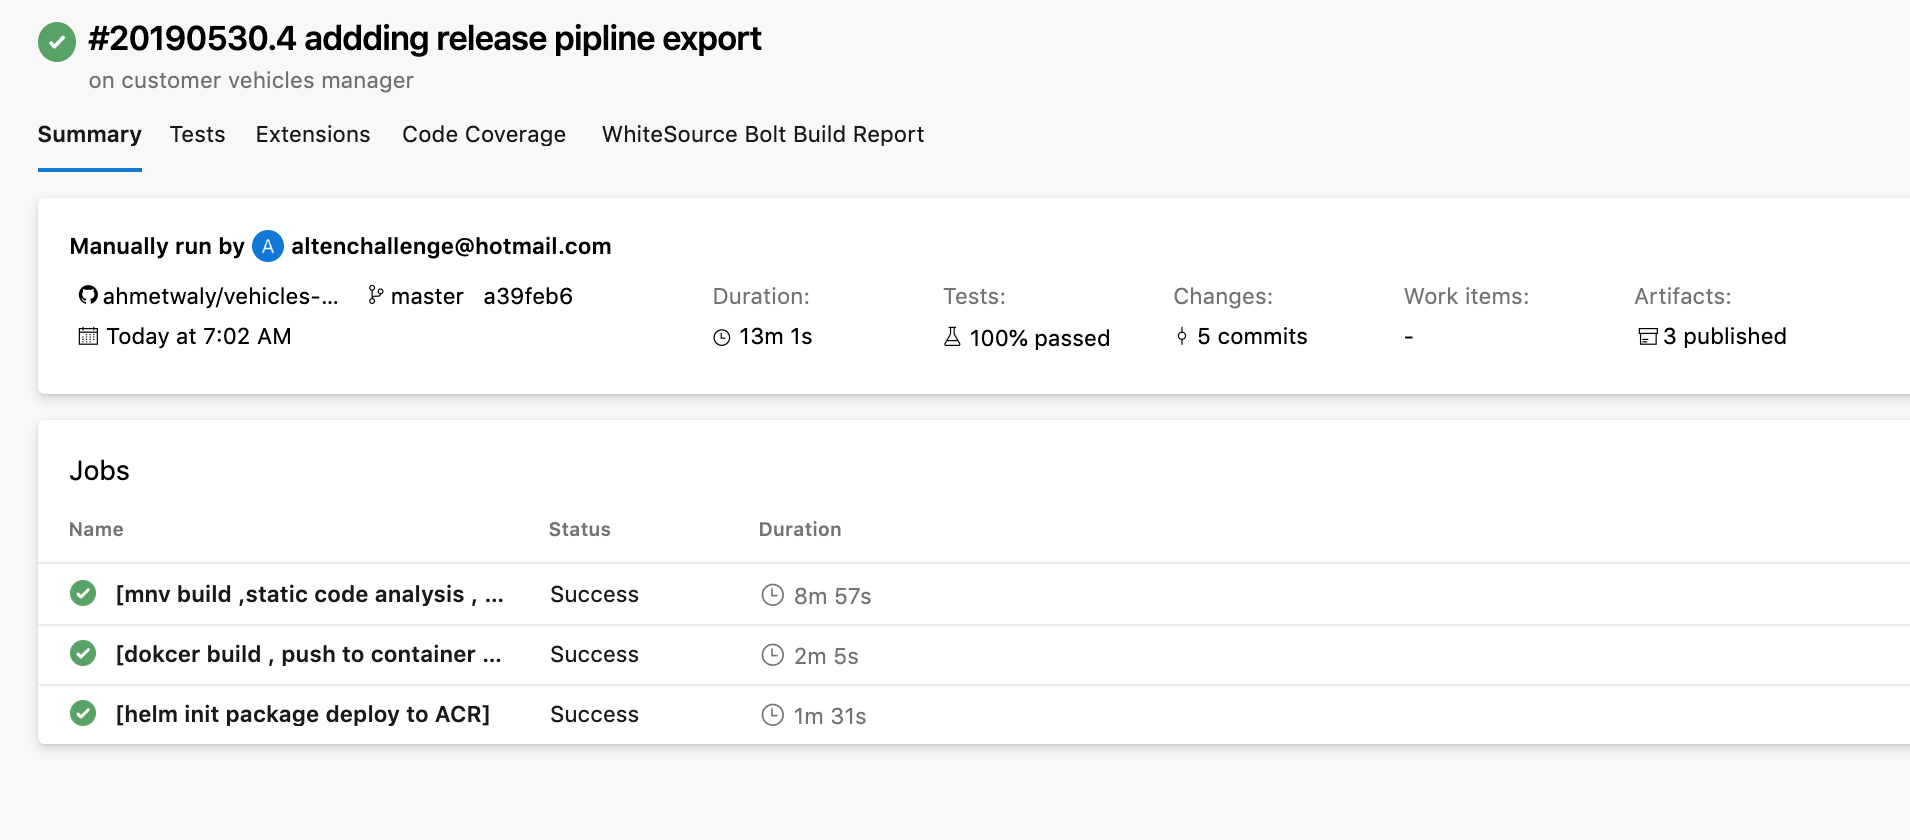 #20190530.4 addding release pipline export
on customer vehicles manager
Summary Tests Extensions Code Coverage WhiteSource Bolt Build Report
Manually run by A altenchallenge@hotmail.com
ahmetwaly/vehicles-... master a39feb6 Duration: Tests: Changes: Work items: Artifacts:
Today at 7:02 AM 13m 1s 100% passed 5 commits - 3 published
Jobs
Name Status Duration
[mnv build ,static code analysis , ... Success 8m 57s
[dokcer build , push to container ... Success 2m 5s
[helm init package deploy to ACR] Success 1m 31s